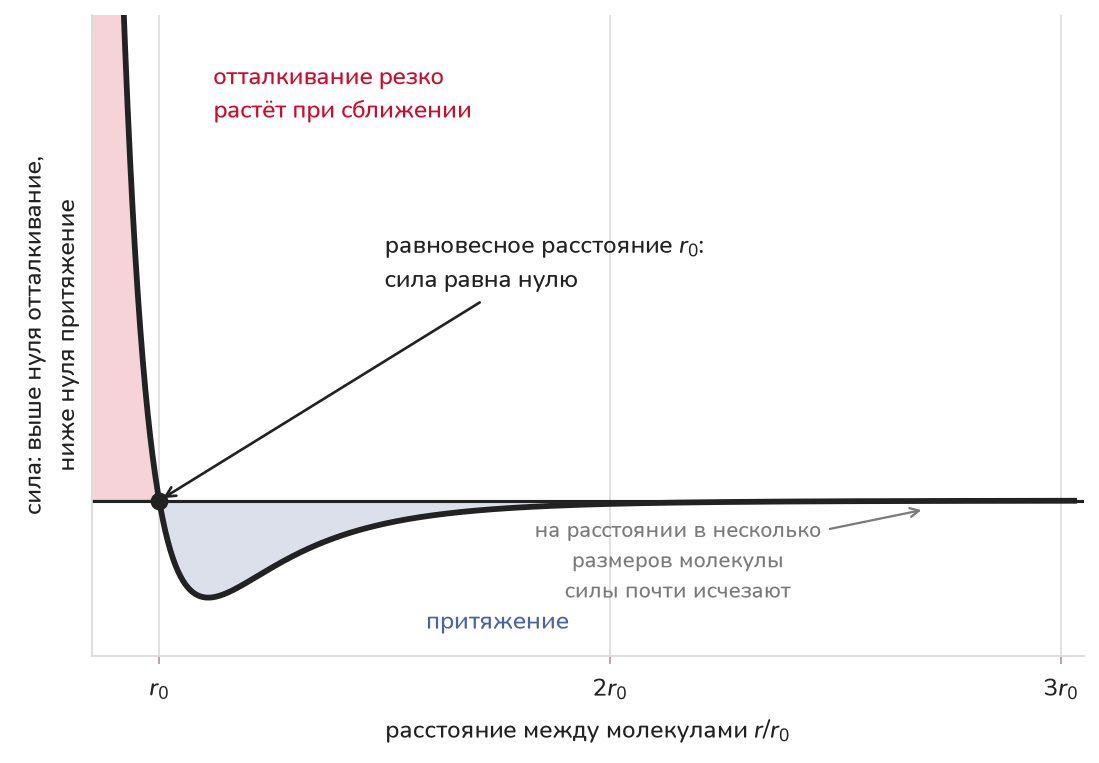 отталкивание резко
растёт при сближении
сила: выше нуля отталкивание,
ниже нуля притяжение
равновесное расстояние r₀:
сила равна нулю
на расстоянии в несколько
размеров молекулы
силы почти исчезают
притяжение
r₀
2r₀
3r₀
расстояние между молекулами r/r₀